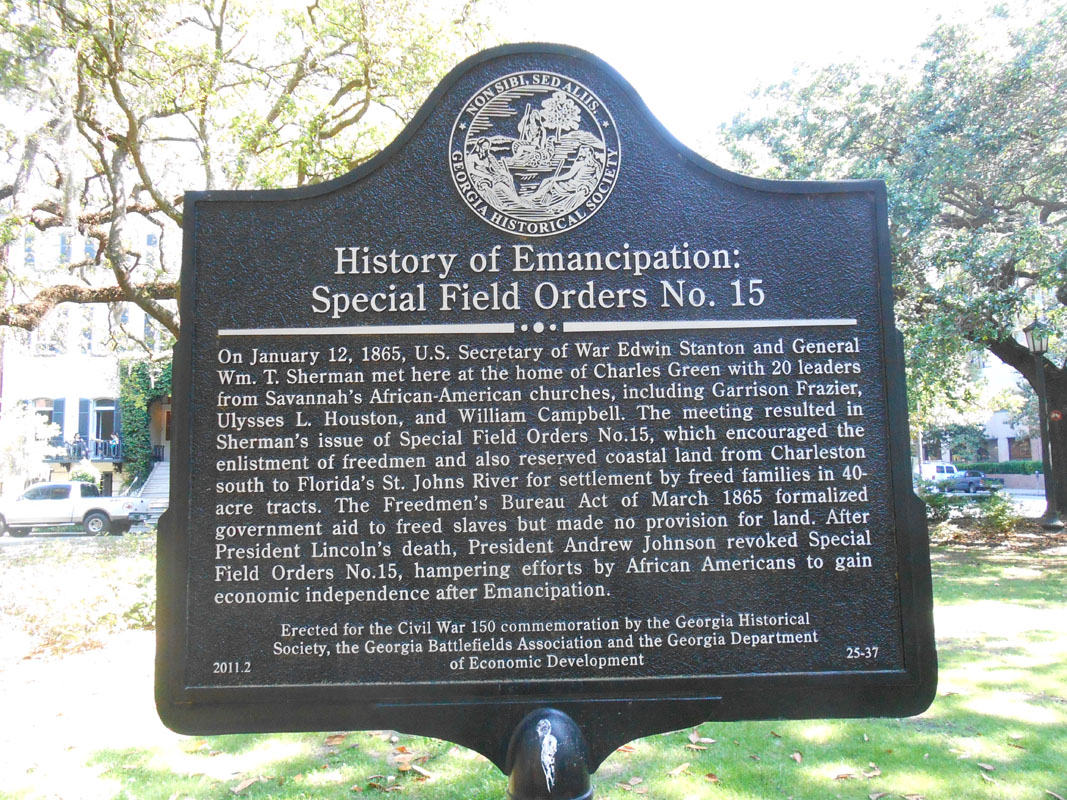 NON SIBI, SED ALIIS.
GEORGIA HISTORICAL SOCIETY
History of Emancipation:
Special Field Orders No. 15
On January 12, 1865, U.S. Secretary of War Edwin Stanton and General
Wm. T. Sherman met here at the home of Charles Green with 20 leaders
from Savannah's African-American churches, including Garrison Frazier,
Ulysses L. Houston, and William Campbell. The meeting resulted in
Sherman's issue of Special Field Orders No.15, which encouraged the
enlistment of freedmen and also reserved coastal land from Charleston
south to Florida's St. Johns River for settlement by freed families in 40-
acre tracts. The Freedmen's Bureau Act of March 1865 formalized
government aid to freed slaves but made no provision for land. After
President Lincoln's death, President Andrew Johnson revoked Special
Field Orders No.15, hampering efforts by African Americans to gain
economic independence after Emancipation.
Erected for the Civil War 150 commemoration by the Georgia Historical
Society, the Georgia Battlefields Association and the Georgia Department
of Economic Development
2011.2
25-37